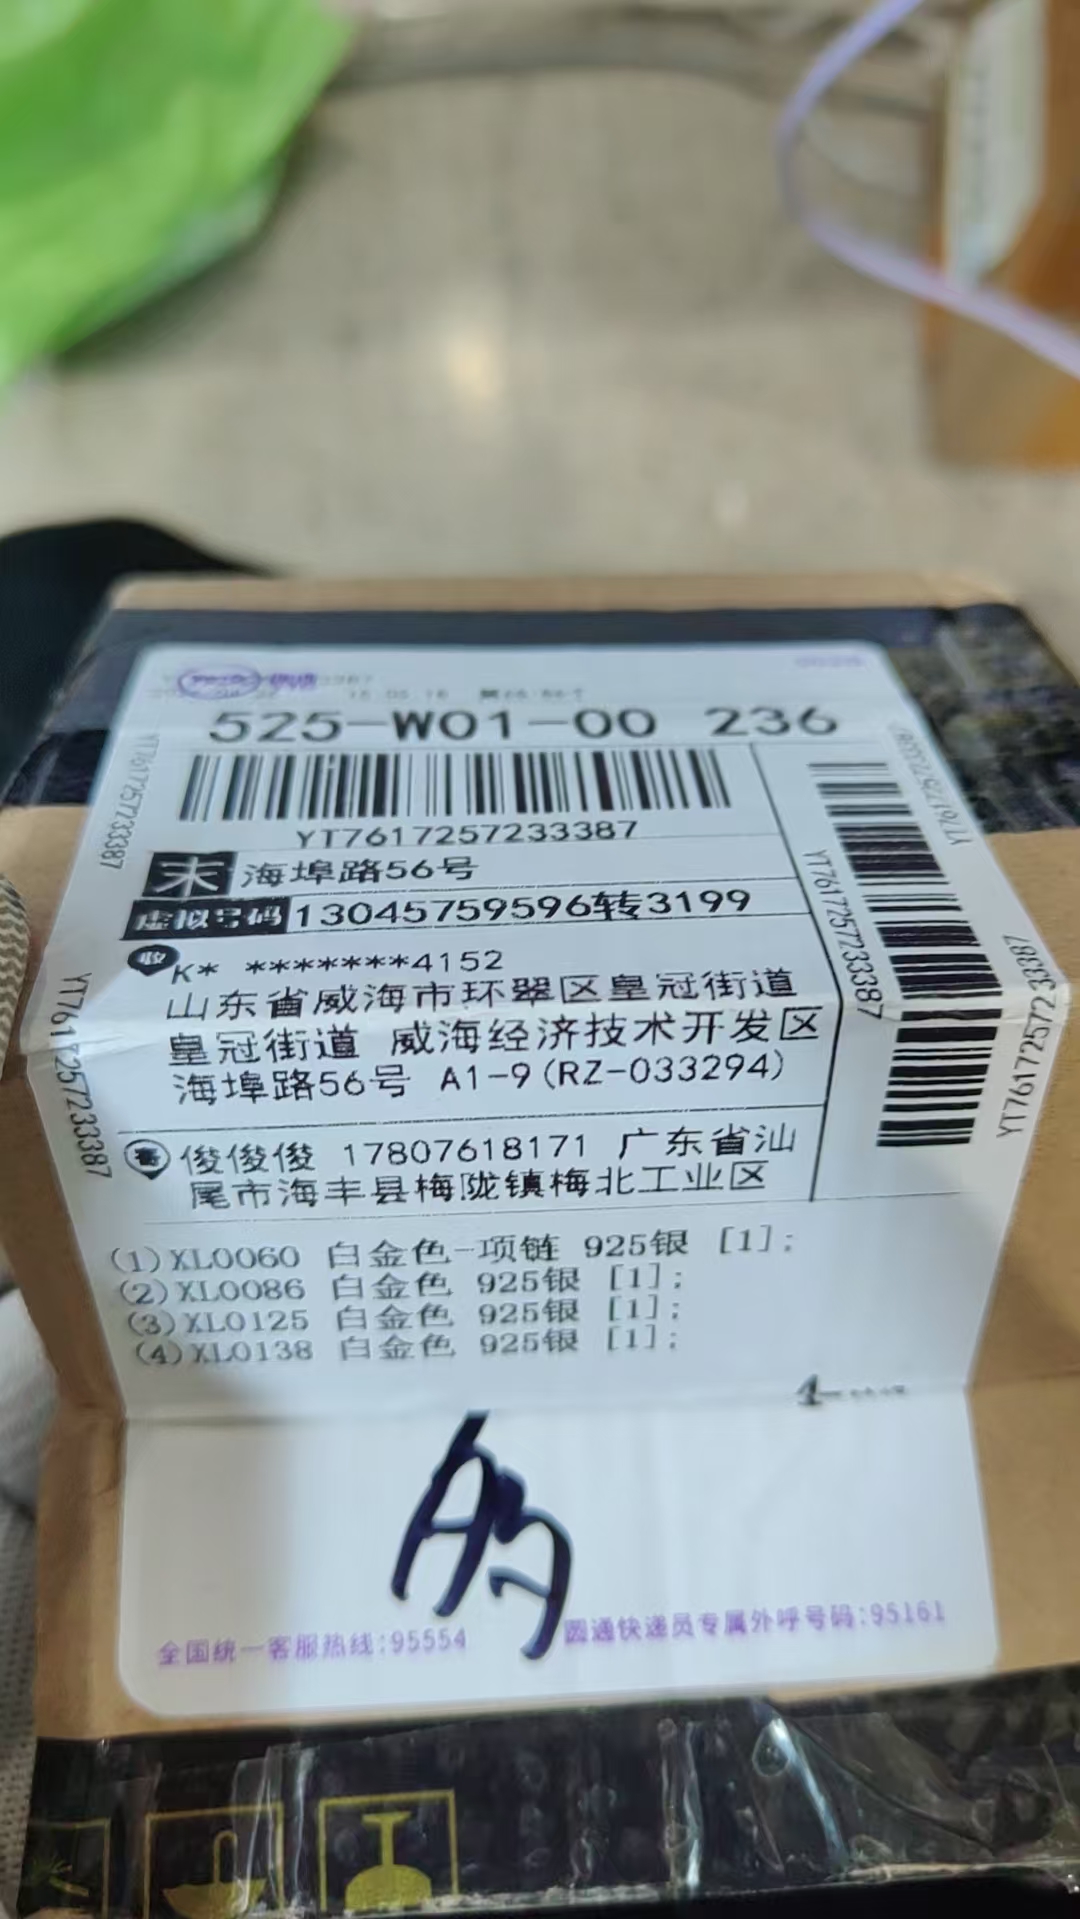 525-W01-00 236
YT7617257233387
末 海埠路56号
虚拟号码 13045759596转3199
收 K* *******4152
山东省威海市环翠区皇冠街道
皇冠街道 威海经济技术开发区
海埠路56号 A1-9(RZ-033294)
寄 俊俊俊 17807618171 广东省汕
尾市海丰县梅陇镇梅北工业区
(1)XL0060 白金色-项链 925银 [1];
(2)XL0086 白金色 925银 [1];
(3)XL0125 白金色 925银 [1];
(4)XL0138 白金色 925银 [1];
全国统一客服热线:95554
圆通快递员专属外呼号码:95161
YT7617257233387
YT7617257233387
YT7617257233387
YT7617257233387
YT7617257233387